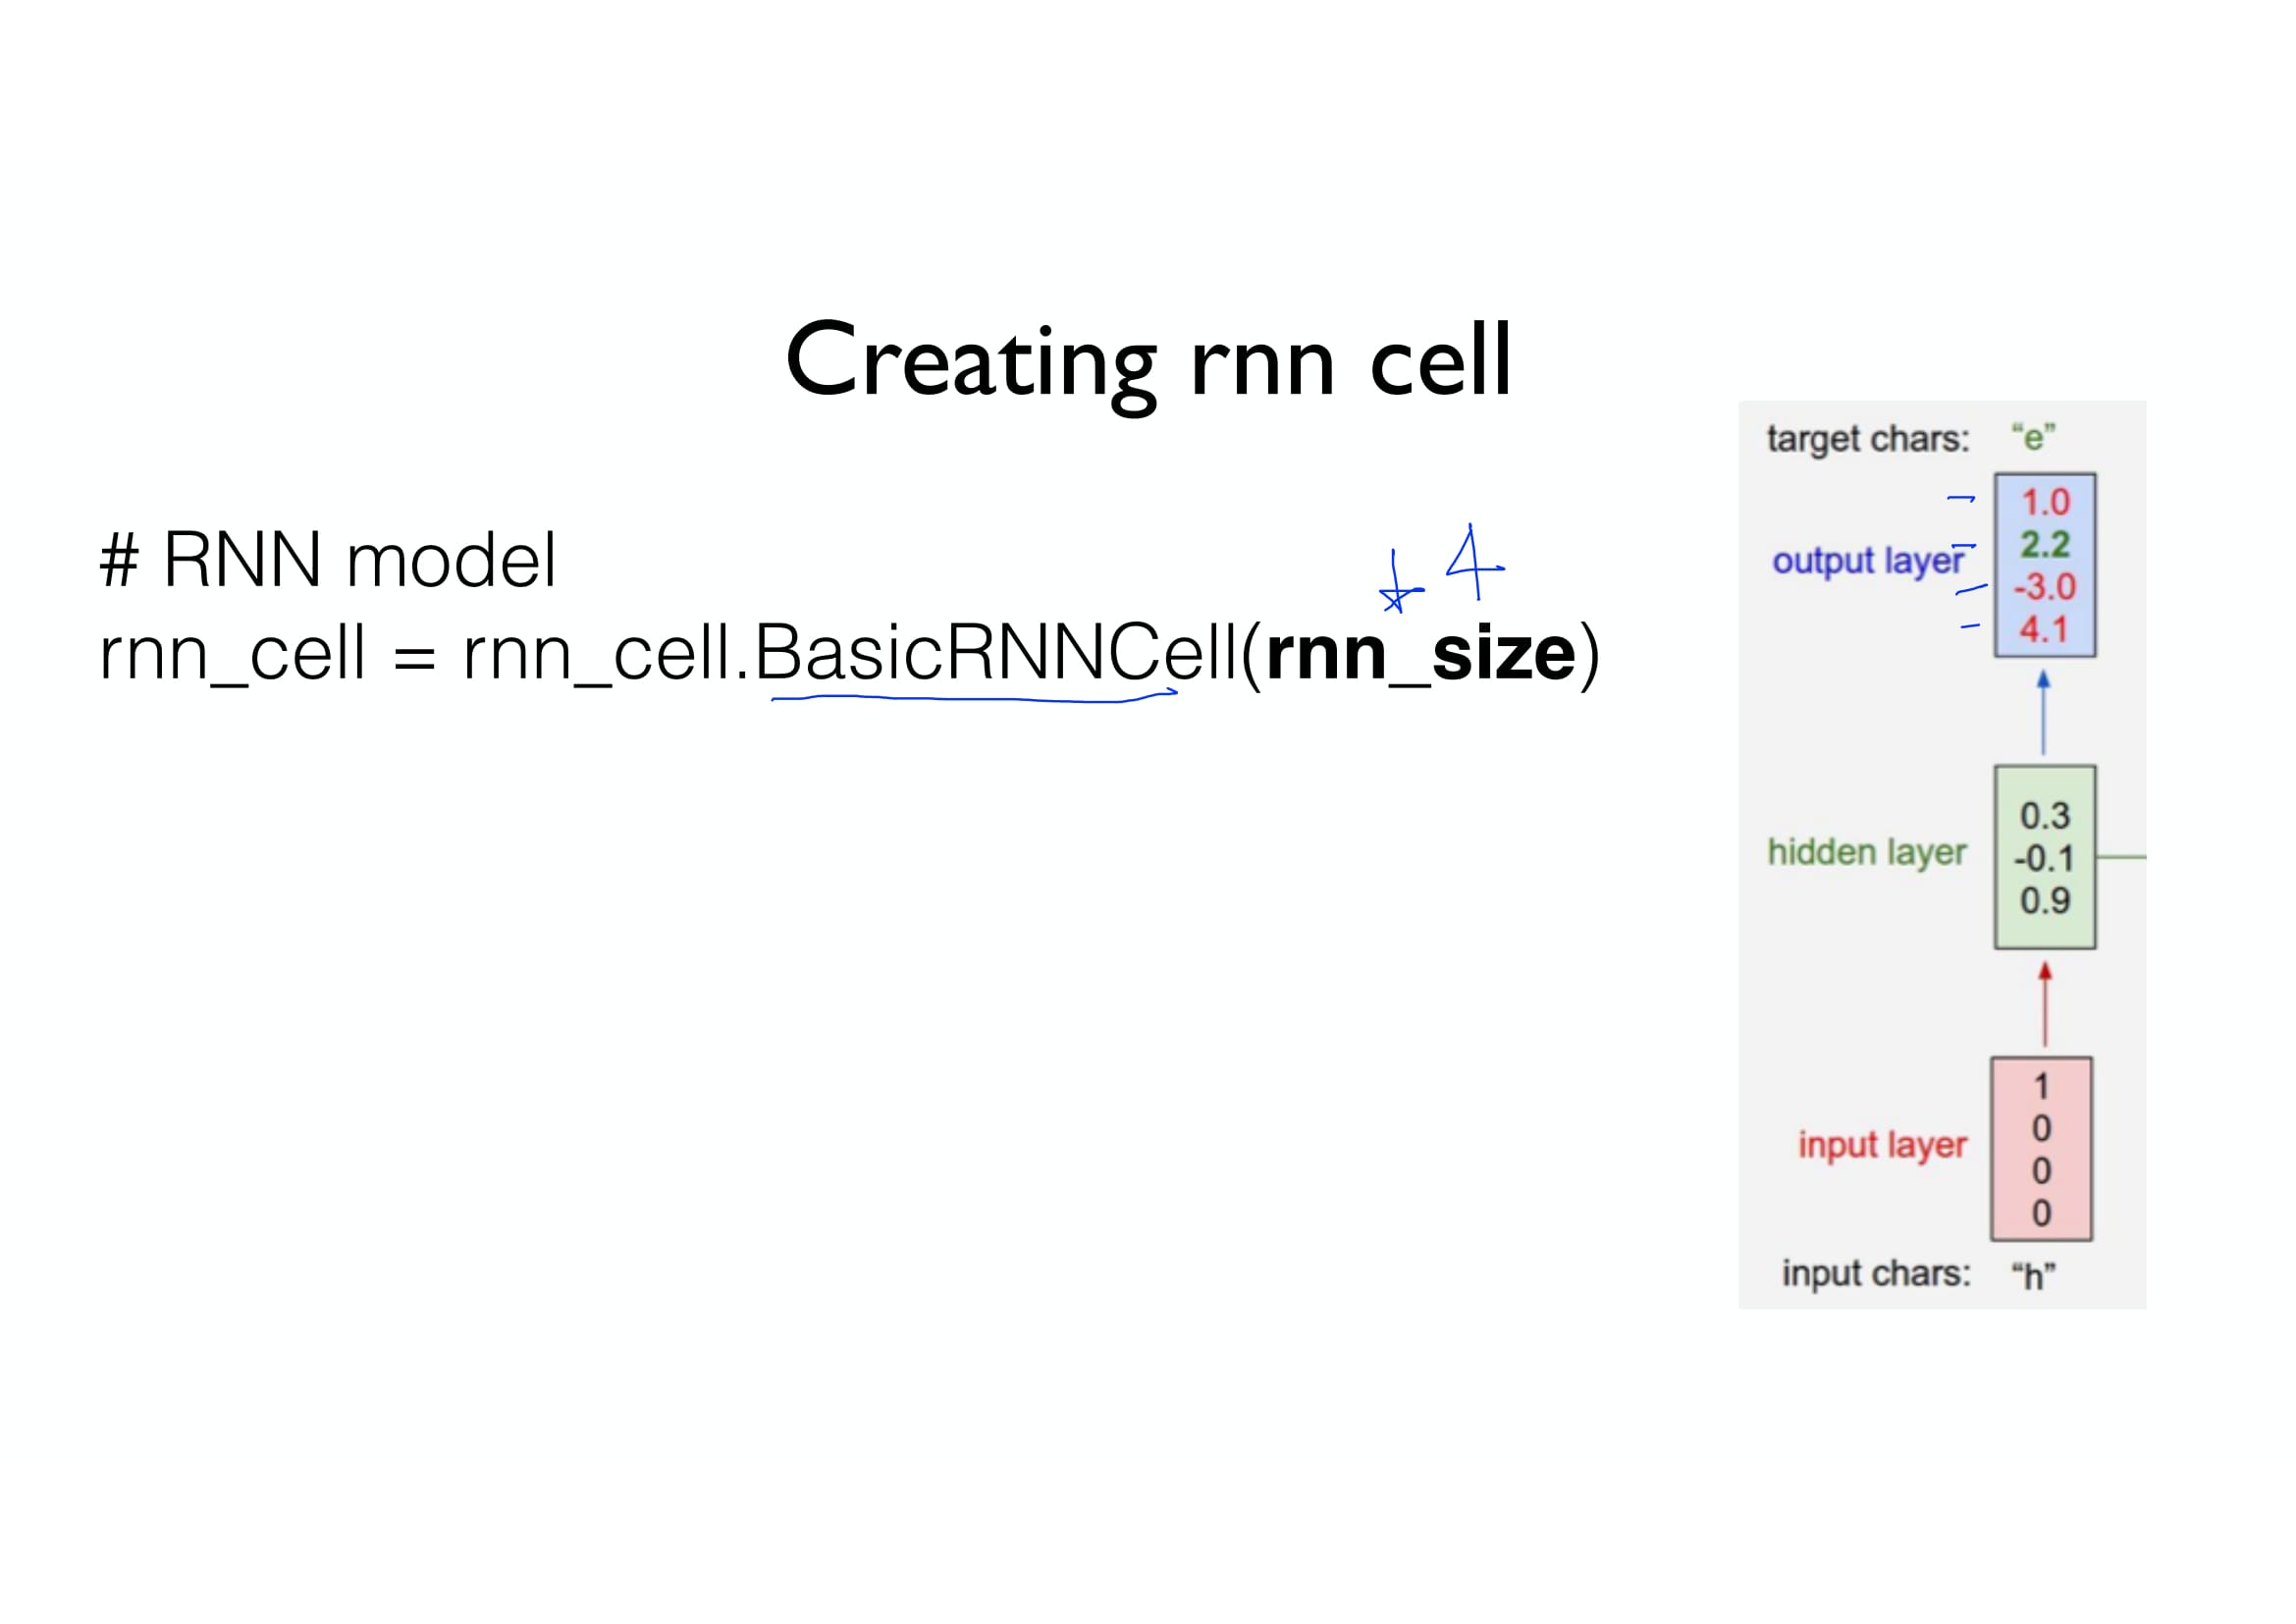 Creating rnn cell
# RNN model
4
rnn_cell = rnn_cell.BasicRNNCell(rnn_size)
target chars: “e”
1.0
output layer 2.2
-3.0
4.1
hidden layer
0.3
-0.1
0.9
input layer
1
0
0
0
input chars: “h”